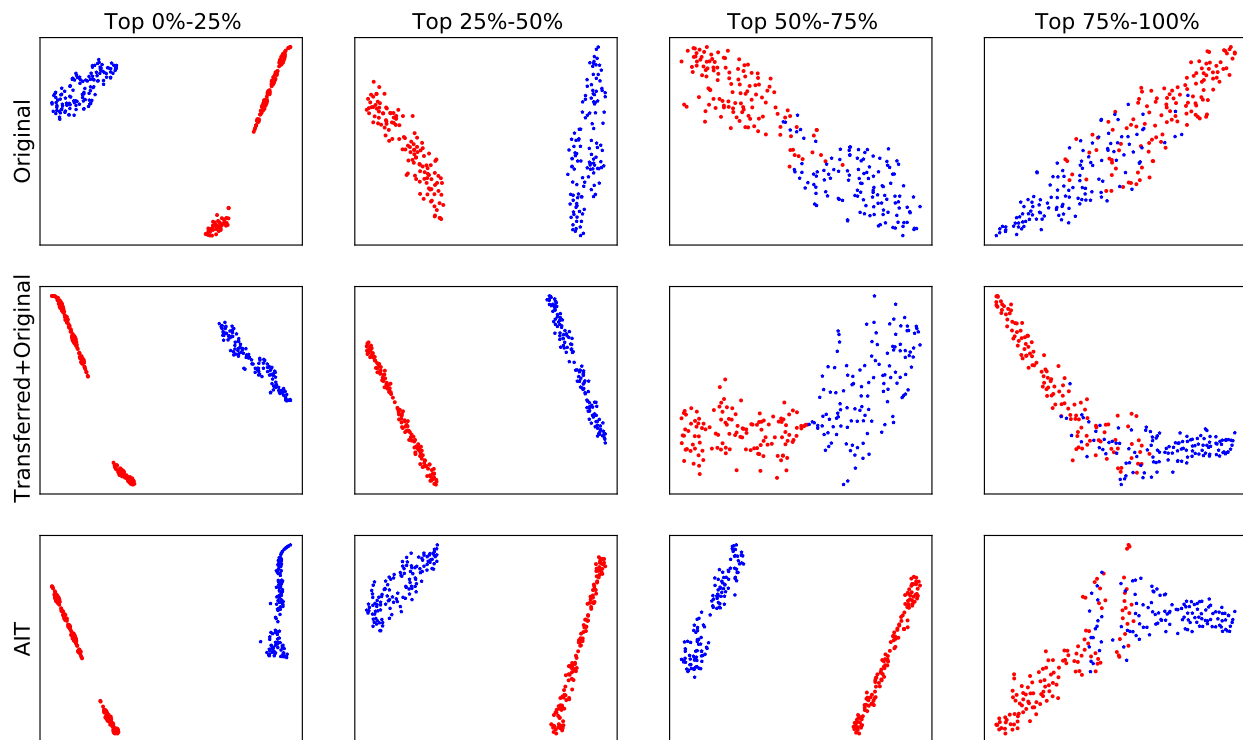 Top 0%-25%
Top 25%-50%
Top 50%-75%
Top 75%-100%
Original
Transferred+Original
AIT